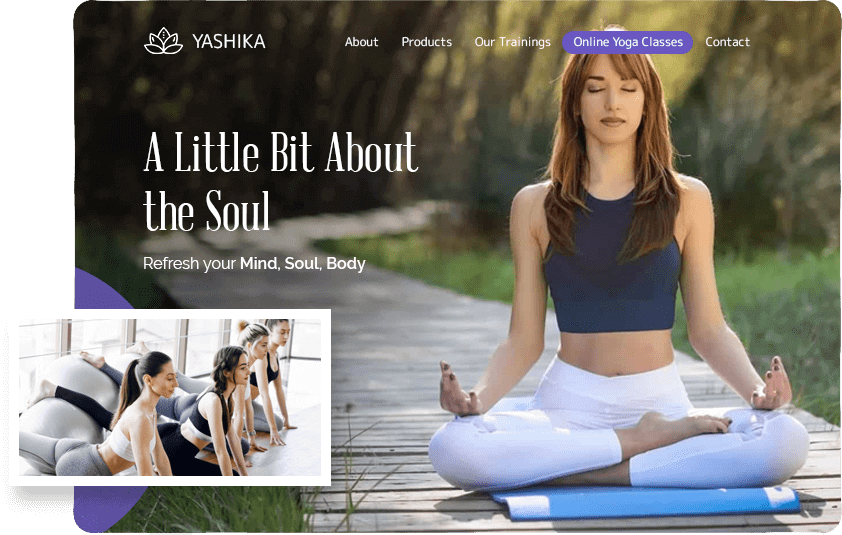 YASHIKA
About Products Our Trainings Online Yoga Classes Contact
A Little Bit About
the Soul
Refresh your Mind, Soul, Body